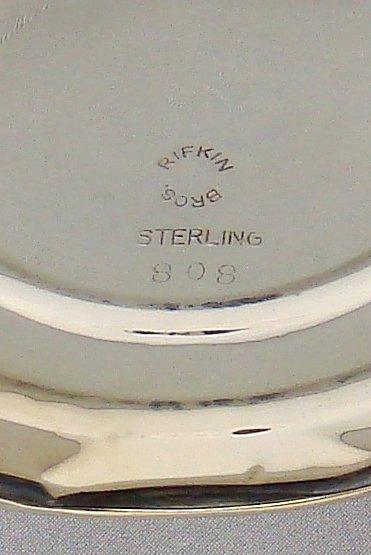 RIFKIN
BROS.
STERLING
808